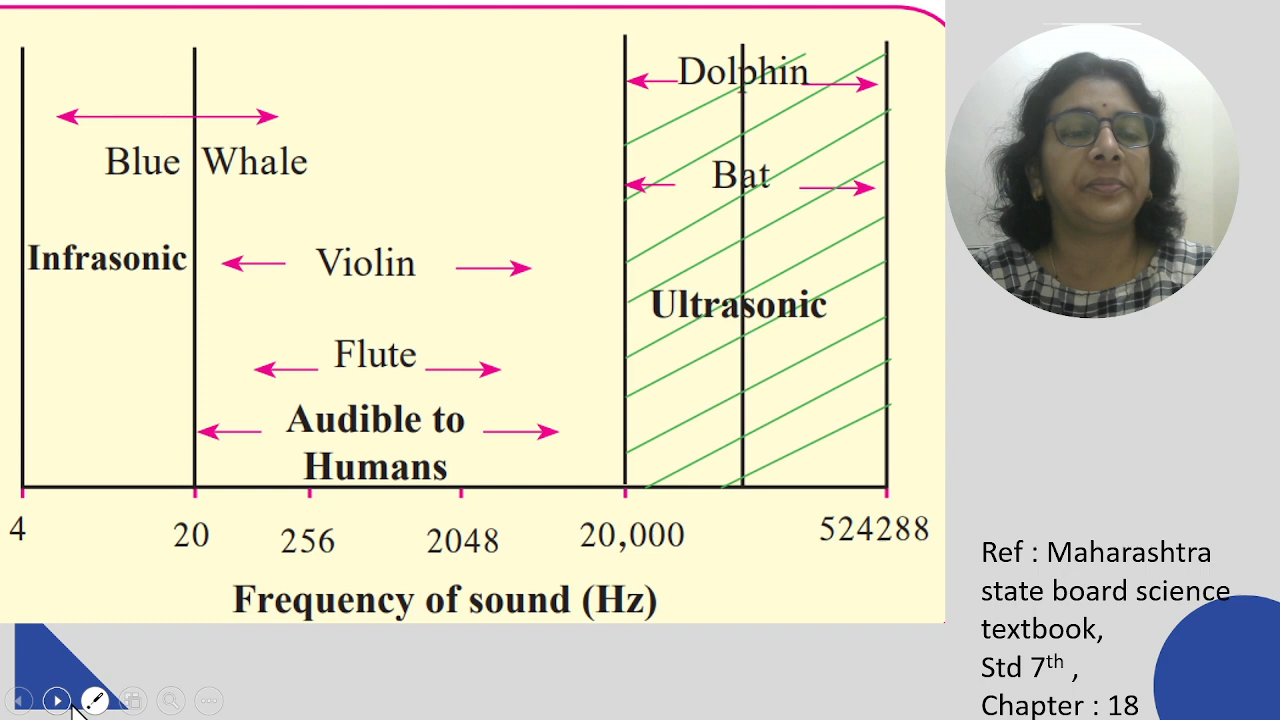 Dolphin
Blue Whale
Bat
Infrasonic
Violin
Ultrasonic
Flute
Audible to
Humans
4
20
256
2048
20,000
524288
Frequency of sound (Hz)
Ref : Maharashtra
state board science
textbook,
Std 7th ,
Chapter : 18